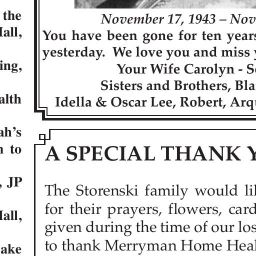 the
Hall,
ing,
alth
ah's
n to
, JP
Hall,
ake
November 17, 1943 – Nov
You have been gone for ten years
yesterday. We love you and miss y
Your Wife Carolyn - S
Sisters and Brothers, Bla
Idella & Oscar Lee, Robert, Arq
A SPECIAL THANK Y
The Storenski family would li
for their prayers, flowers, card
given during the time of our los
to thank Merryman Home Heal